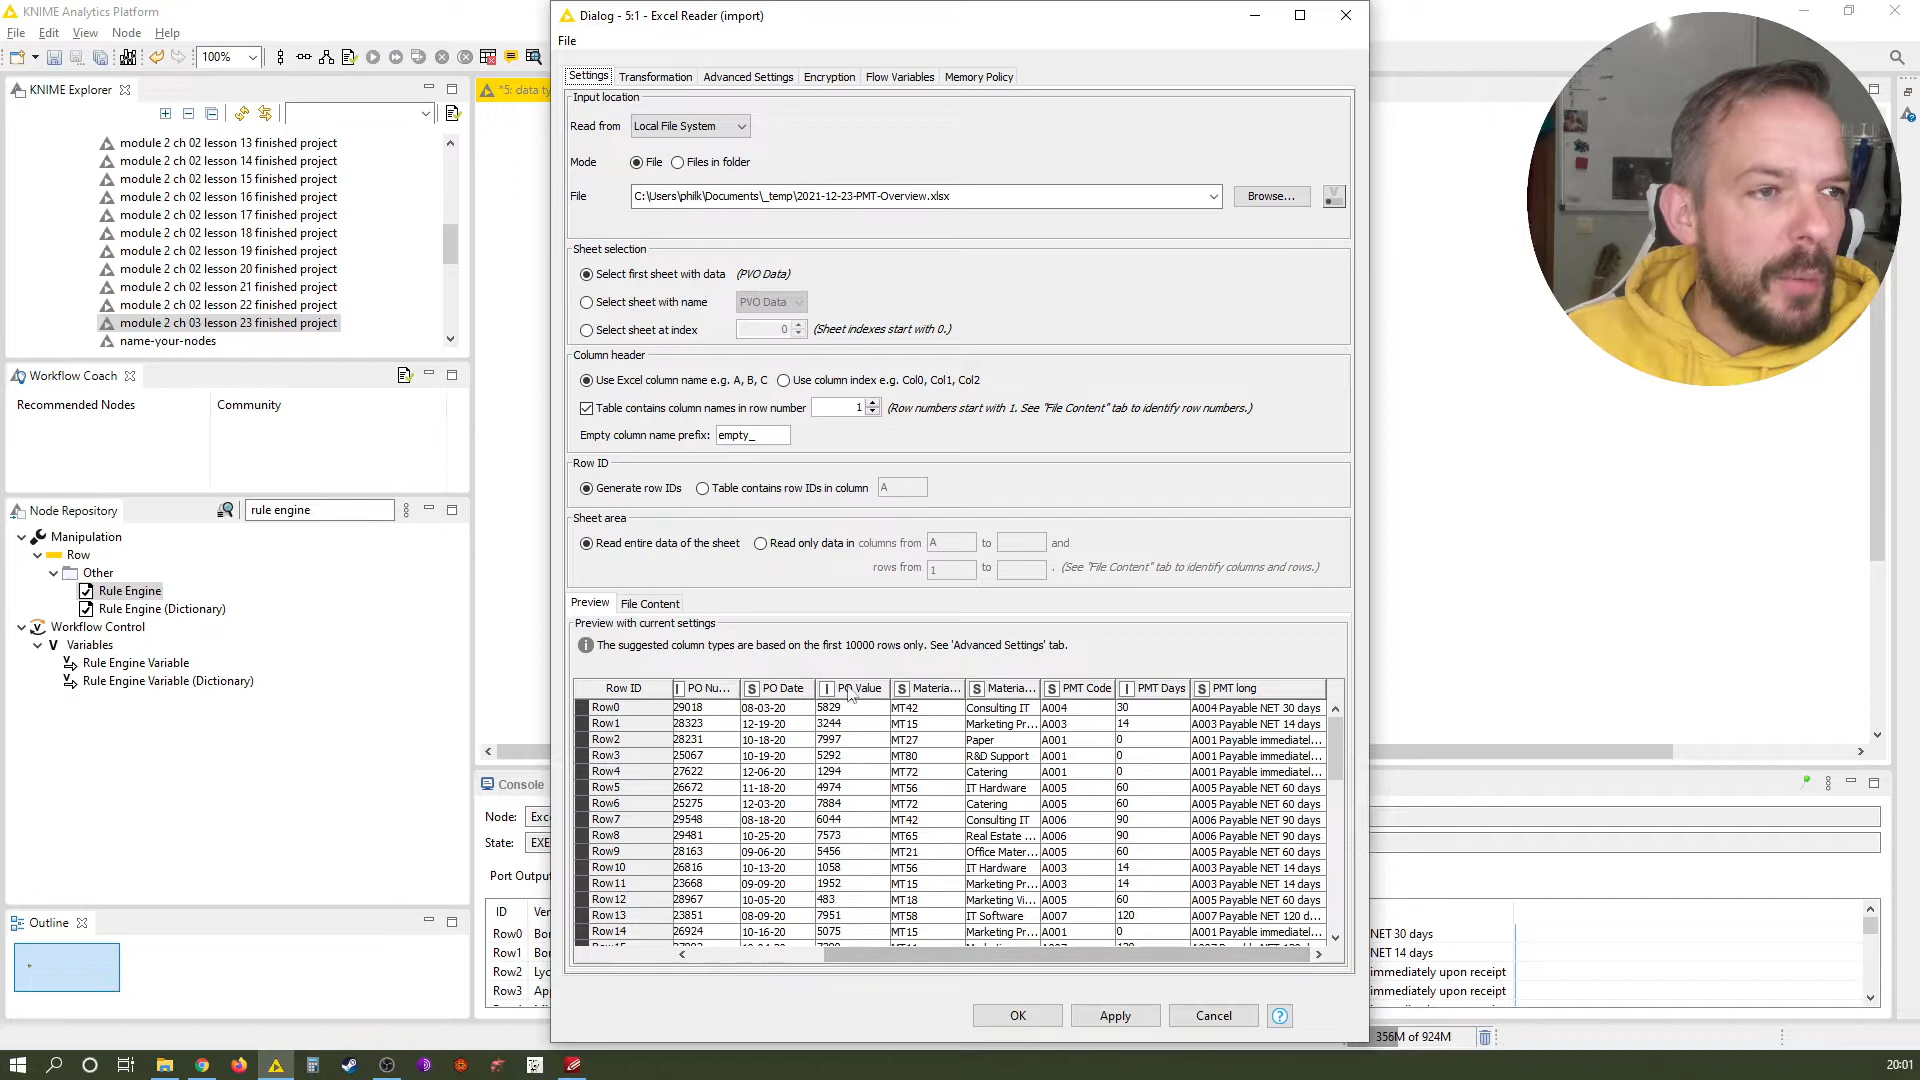 KNIME Analytics Platform
File Edit View Node Help
100%
KNIME Explorer
module 2 ch 02 lesson 13 finished project
module 2 ch 02 lesson 14 finished project
module 2 ch 02 lesson 15 finished project
module 2 ch 02 lesson 16 finished project
module 2 ch 02 lesson 17 finished project
module 2 ch 02 lesson 18 finished project
module 2 ch 02 lesson 19 finished project
module 2 ch 02 lesson 20 finished project
module 2 ch 02 lesson 21 finished project
module 2 ch 02 lesson 22 finished project
module 2 ch 03 lesson 23 finished project
name-your-nodes
Workflow Coach
Recommended Nodes Community
Node Repository rule engine
Manipulation
Row
Other
Rule Engine
Rule Engine (Dictionary)
Workflow Control
V Variables
Rule Engine Variable
Rule Engine Variable (Dictionary)
Outline
*5: data ty
Dialog - 5:1 - Excel Reader (import)
File
Settings Transformation Advanced Settings Encryption Flow Variables Memory Policy
Input location
Read from Local File System
Mode File Files in folder
File C:\Users\philk\Documents\_temp\2021-12-23-PMT-Overview.xlsx Browse...
Sheet selection
Select first sheet with data (PVO Data)
Select sheet with name PVO Data
Select sheet at index 0 (Sheet indexes start with 0.)
Column header
Use Excel column name e.g. A, B, C Use column index e.g. Col0, Col1, Col2
Table contains column names in row number 1 (Row numbers start with 1. See "File Content" tab to identify row numbers.)
Empty column name prefix: empty_
Row ID
Generate row IDs Table contains row IDs in column A
Sheet area
Read entire data of the sheet Read only data in columns from A to and
rows from 1 to . (See "File Content" tab to identify columns and rows.)
Preview File Content
Preview with current settings
The suggested column types are based on the first 10000 rows only. See 'Advanced Settings' tab.
Row ID I PO Nu... S PO Date I PO Value S Materia... S Materia... S PMT Code I PMT Days S PMT long
Row0 29018 08-03-20 5829 MT42 Consulting IT A004 30 A004 Payable NET 30 days
Row1 28323 12-19-20 3244 MT15 Marketing Pr... A003 14 A003 Payable NET 14 days
Row2 28231 10-18-20 7997 MT27 Paper A001 0 A001 Payable immediatel...
Row3 25067 10-19-20 5292 MT80 R&D Support A001 0 A001 Payable immediatel...
Row4 27622 12-06-20 1294 MT72 Catering A001 0 A001 Payable immediatel...
Row5 26672 11-18-20 4974 MT56 IT Hardware A005 60 A005 Payable NET 60 days
Row6 25275 12-03-20 7884 MT72 Catering A005 60 A005 Payable NET 60 days
Row7 29548 08-18-20 6044 MT42 Consulting IT A006 90 A006 Payable NET 90 days
Row8 29481 10-25-20 7573 MT65 Real Estate ... A006 90 A006 Payable NET 90 days
Row9 28163 09-06-20 5456 MT21 Office Mater... A005 60 A005 Payable NET 60 days
Row10 26816 10-13-20 1058 MT56 IT Hardware A003 14 A003 Payable NET 14 days
Row11 23668 09-09-20 1952 MT15 Marketing Pr... A003 14 A003 Payable NET 14 days
Row12 28967 10-05-20 483 MT18 Marketing Vi... A005 60 A005 Payable NET 60 days
Row13 23851 08-09-20 7951 MT58 IT Software A007 120 A007 Payable NET 120 d...
Row14 26924 10-16-20 5075 MT15 Marketing Pr... A001 0 A001 Payable immediatel...
OK Apply Cancel ?
Console
Node: Exce
State: EXE
Port Outpu
ID Ver
Row0 Bor
Row1 Bor
Row2 Lyc
Row3 App
NET 30 days
NET 14 days
immediately upon receipt
immediately upon receipt
356M of 924M
20:01